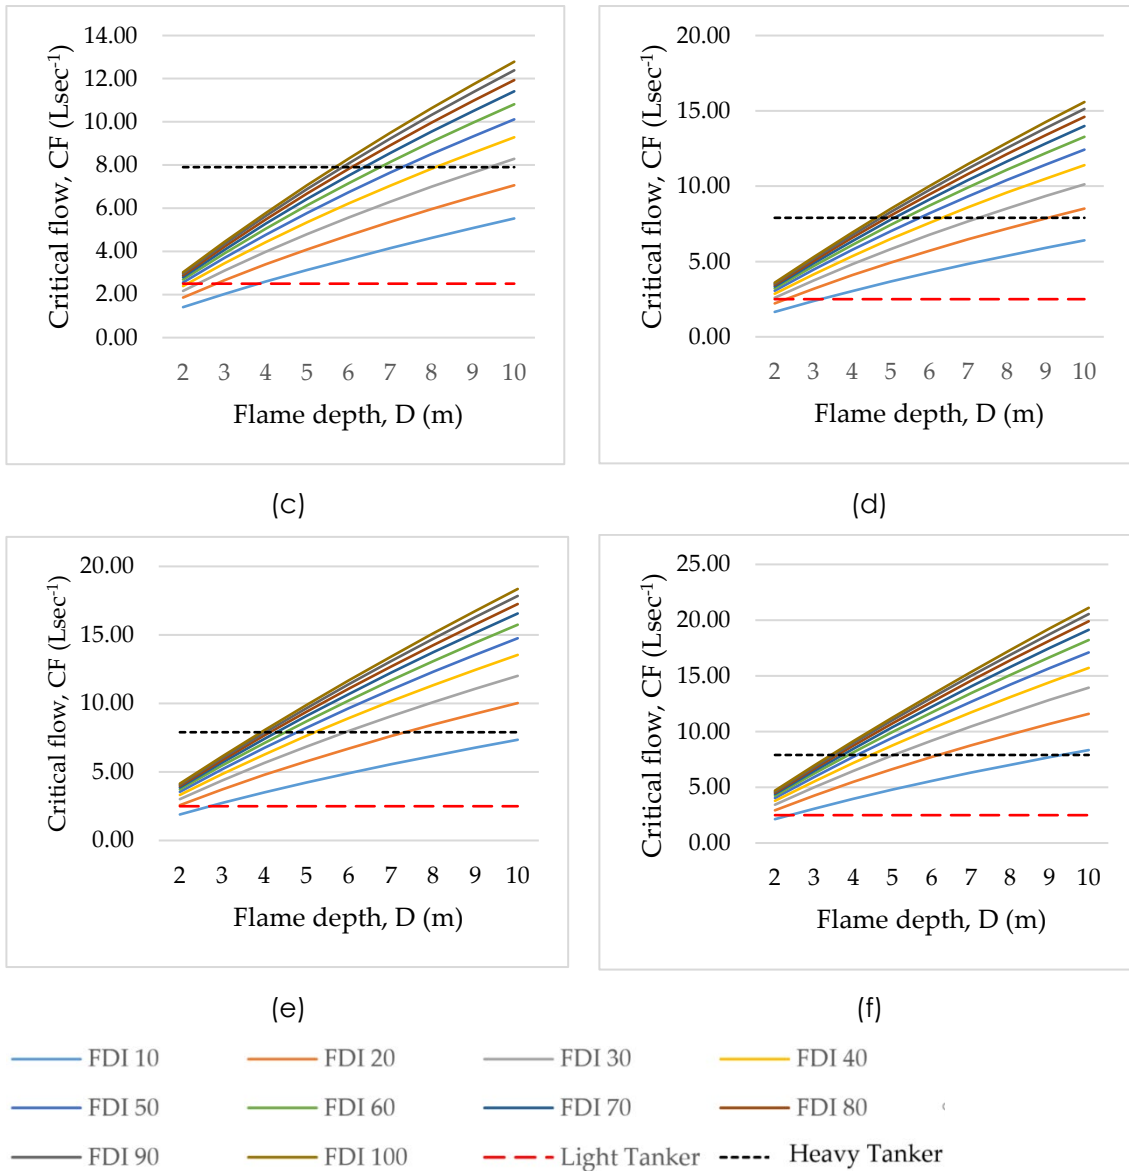 Critical flow, CF (Lsec-1)
14.00
12.00
10.00
8.00
6.00
4.00
2.00
0.00
2 3 4 5 6 7 8 9 10
Flame depth, D (m)
(c)
Critical flow, CF (Lsec-1)
20.00
15.00
10.00
5.00
0.00
2 3 4 5 6 7 8 9 10
Flame depth, D (m)
(d)
Critical flow, CF (Lsec-1)
20.00
15.00
10.00
5.00
0.00
2 3 4 5 6 7 8 9 10
Flame depth, D (m)
(e)
Critical flow, CF (Lsec-1)
25.00
20.00
15.00
10.00
5.00
0.00
2 3 4 5 6 7 8 9 10
Flame depth, D (m)
(f)
FDI 10 FDI 20 FDI 30 FDI 40
FDI 50 FDI 60 FDI 70 FDI 80
FDI 90 FDI 100 Light Tanker Heavy Tanker